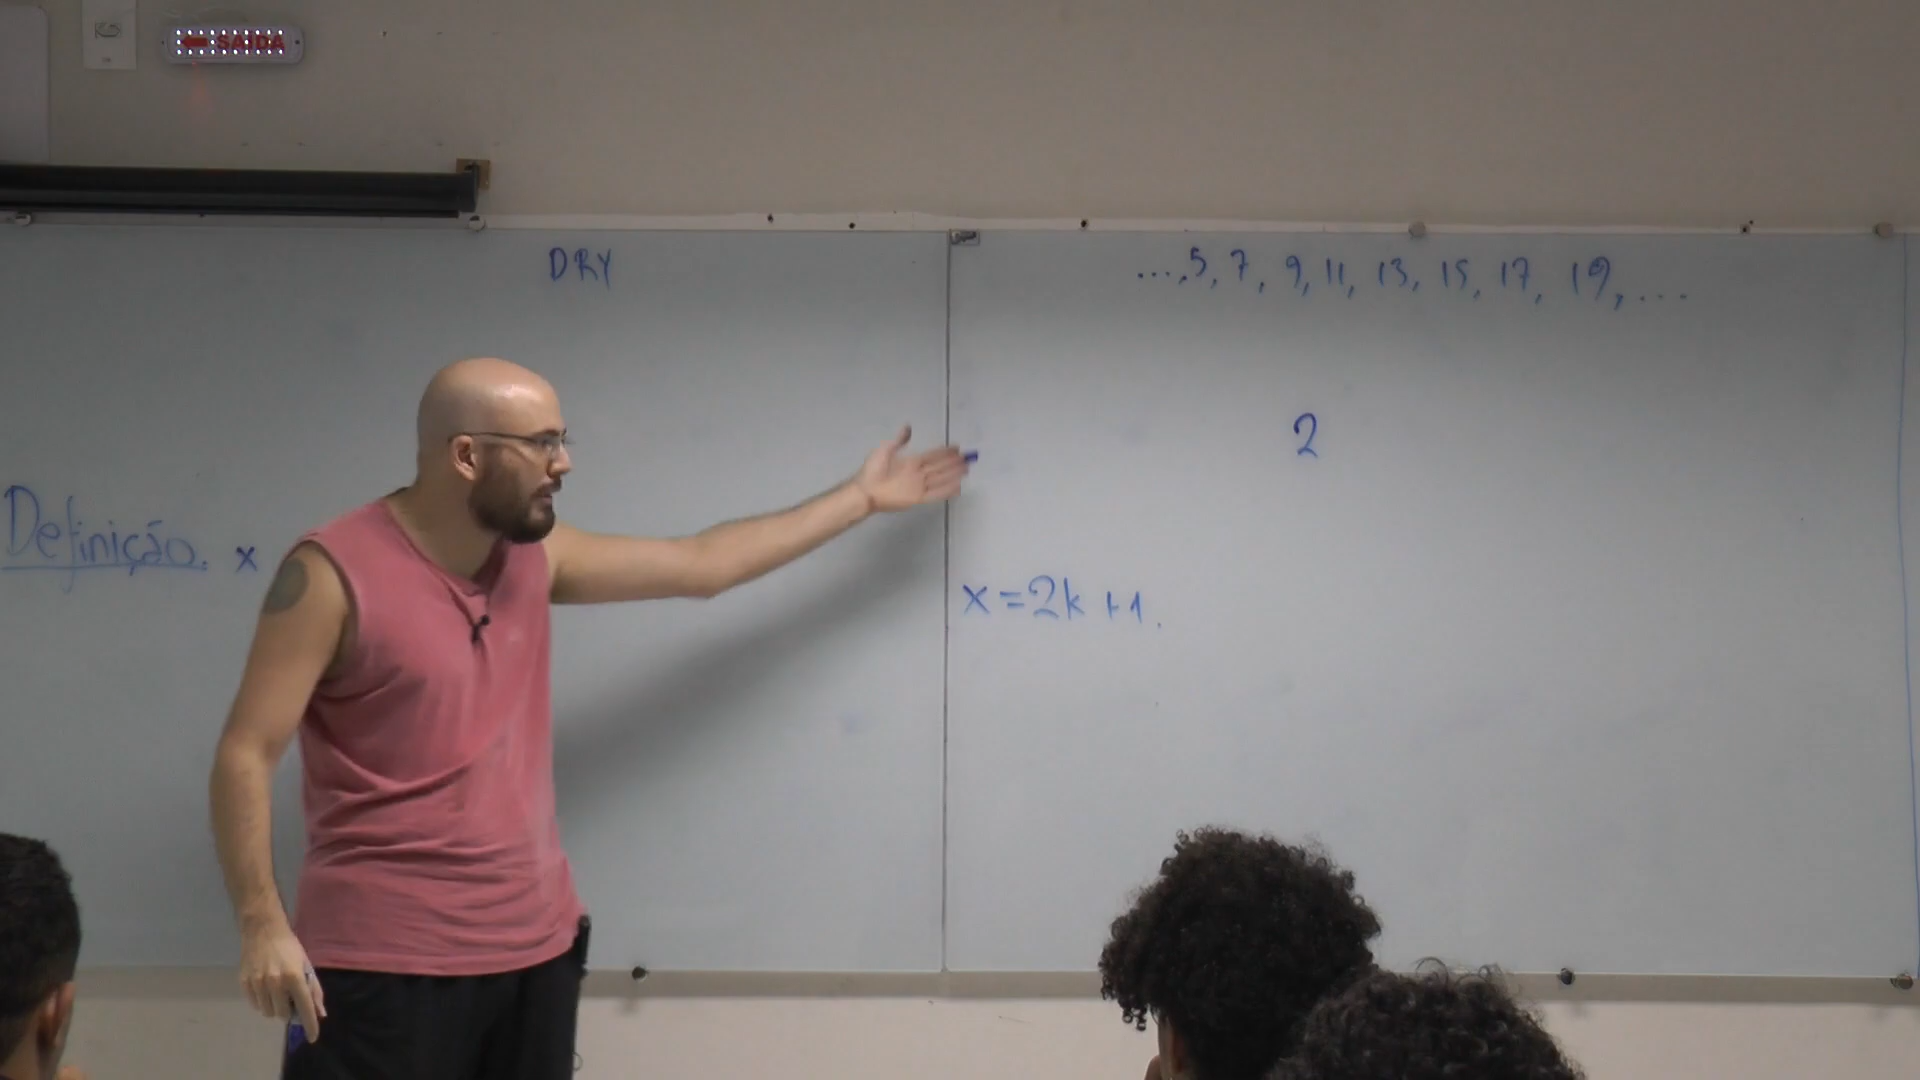 SAÍDA
DRY
...,5, 7, 9, 11, 13, 15, 17, 19, ...
2
Definição. x
x = 2k + 1.